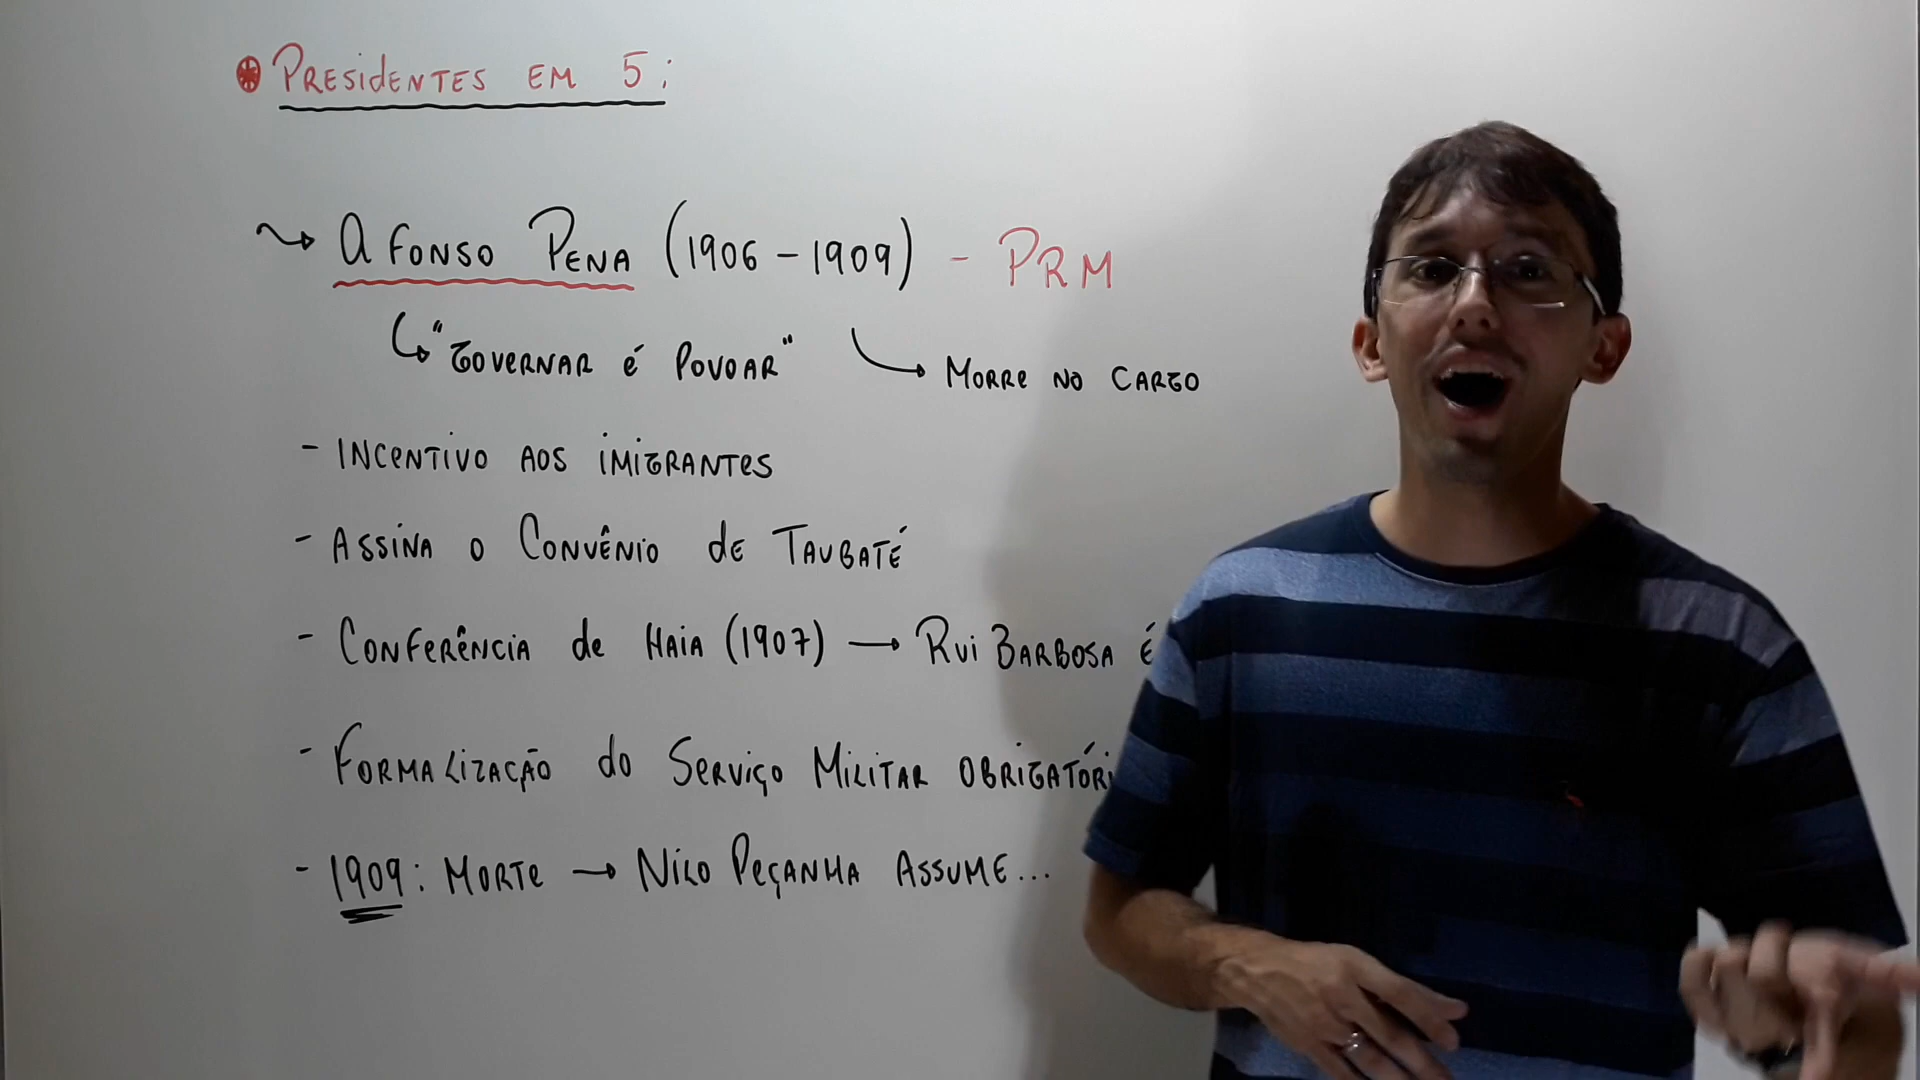 Presidentes em 5:
Afonso Pena (1906 - 1909) - PRM
"Governar é povoar"
Morre no cargo
- Incentivo aos imigrantes
- Assina o Convênio de Taubaté
- Conferência de Haia (1907) → Rui Barbosa é
- Formalização do Serviço Militar obrigatóri
- 1909: Morte → Nilo Peçanha assume...